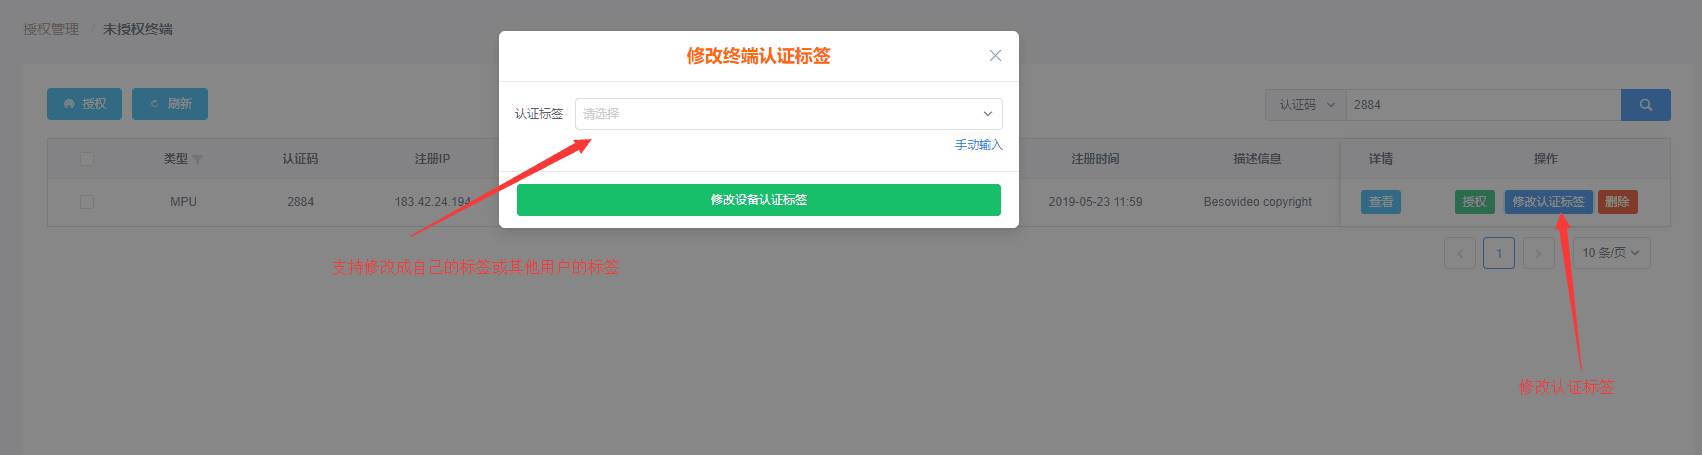 授权管理 / 未授权终端
修改终端认证标签
授权 刷新
认证码 2884
认证标签 请选择
手动输入
类型 认证码 注册IP 注册时间 描述信息 详情 操作
MPU 2884 183.42.24.194 2019-05-23 11:59 Besovideo copyright 查看 授权 修改认证标签 删除
修改设备认证标签
1 10 条/页
支持修改成自己的标签或其他用户的标签
修改认证标签